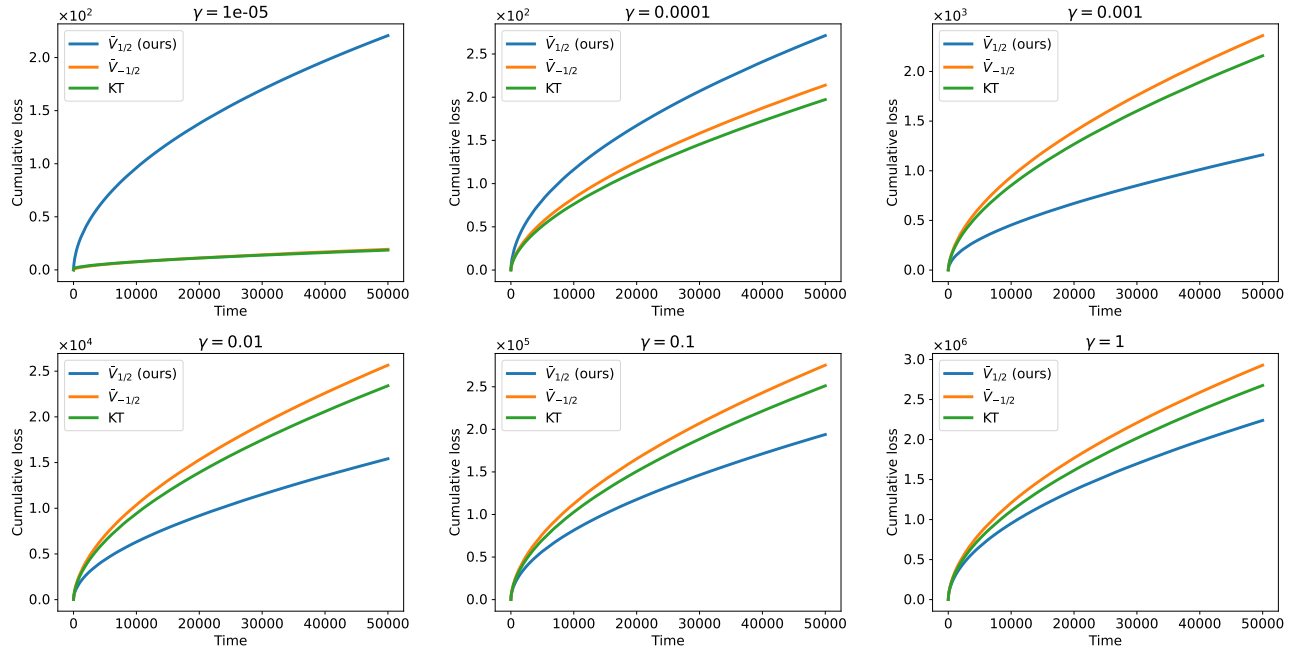 ×10² γ = 1e-05
V̄₁/₂ (ours)
V̄₋₁/₂
KT
Cumulative loss
2.0
1.5
1.0
0.5
0.0
0 10000 20000 30000 40000 50000
Time
×10² γ = 0.0001
V̄₁/₂ (ours)
V̄₋₁/₂
KT
Cumulative loss
2.5
2.0
1.5
1.0
0.5
0.0
0 10000 20000 30000 40000 50000
Time
×10³ γ = 0.001
V̄₁/₂ (ours)
V̄₋₁/₂
KT
Cumulative loss
2.0
1.5
1.0
0.5
0.0
0 10000 20000 30000 40000 50000
Time
×10⁴ γ = 0.01
V̄₁/₂ (ours)
V̄₋₁/₂
KT
Cumulative loss
2.5
2.0
1.5
1.0
0.5
0.0
0 10000 20000 30000 40000 50000
Time
×10⁵ γ = 0.1
V̄₁/₂ (ours)
V̄₋₁/₂
KT
Cumulative loss
2.5
2.0
1.5
1.0
0.5
0.0
0 10000 20000 30000 40000 50000
Time
×10⁶ γ = 1
V̄₁/₂ (ours)
V̄₋₁/₂
KT
Cumulative loss
3.0
2.5
2.0
1.5
1.0
0.5
0.0
0 10000 20000 30000 40000 50000
Time